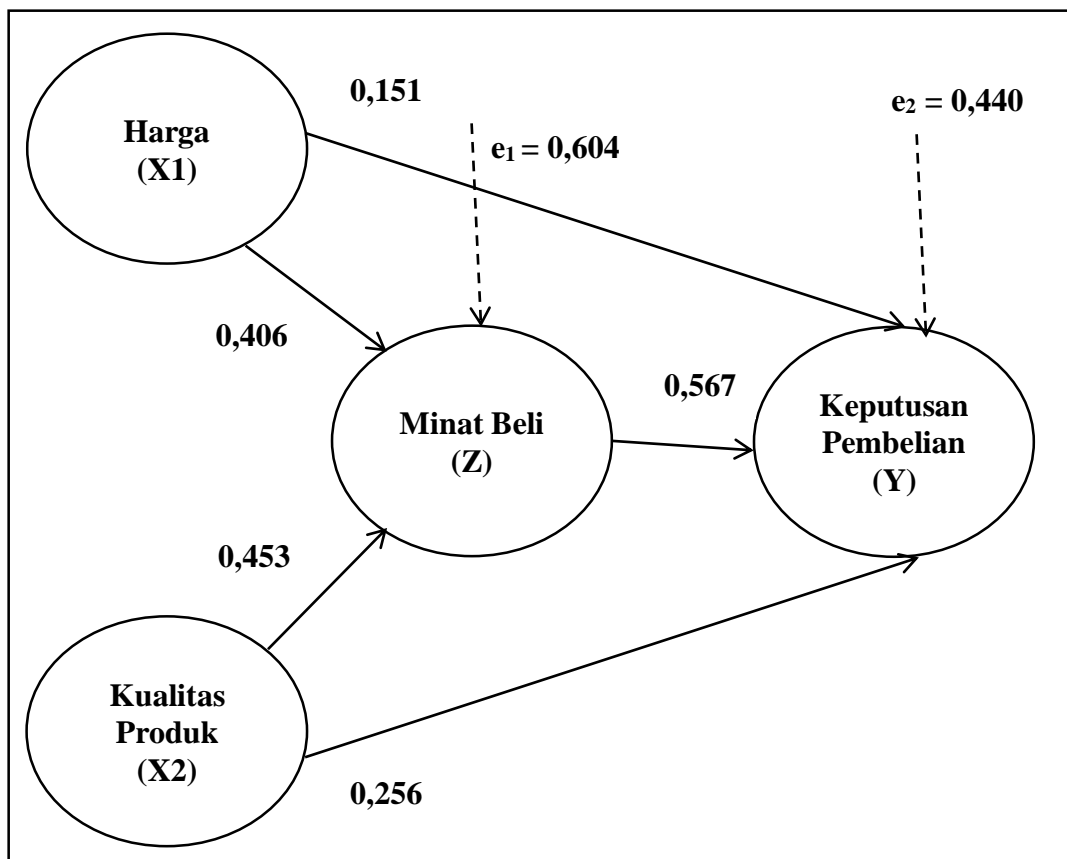 0,151
e₂ = 0,440
Harga
(X1)
e₁ = 0,604
0,406
0,567
Minat Beli
(Z)
Keputusan
Pembelian
(Y)
0,453
Kualitas
Produk
(X2)
0,256